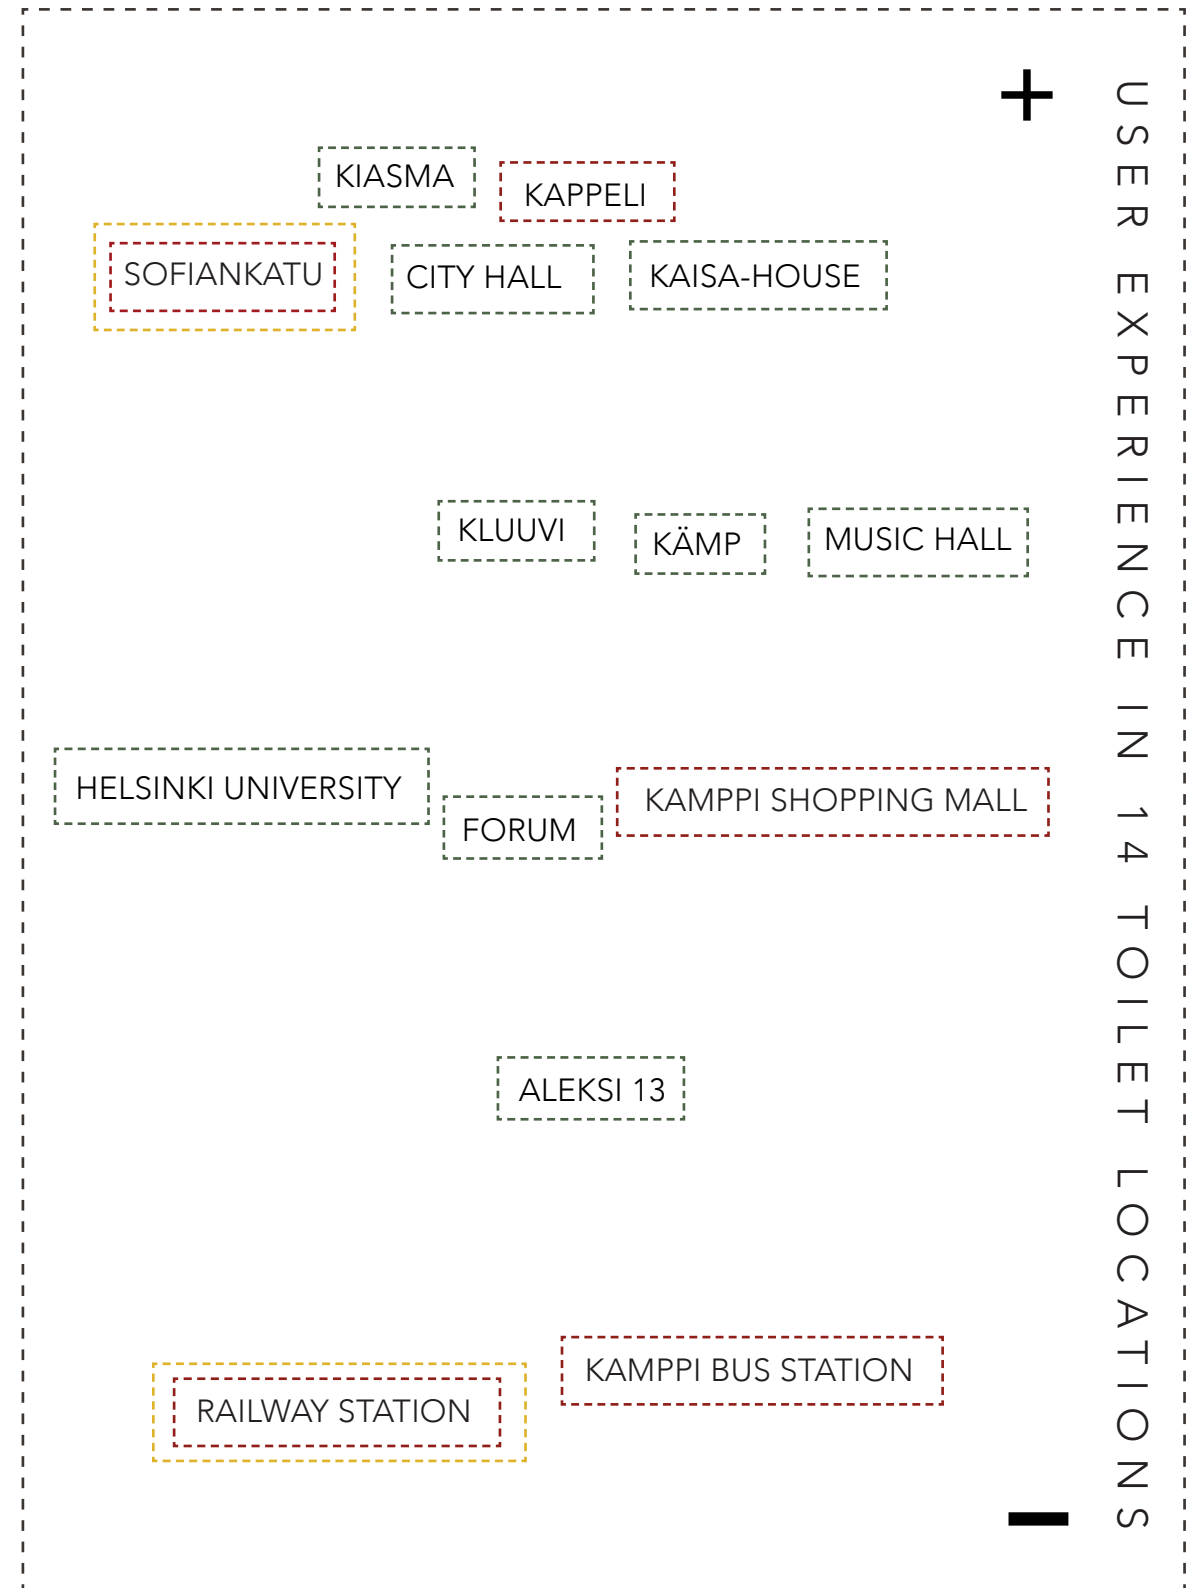 +
KIASMA
KAPPELI
SOFIANKATU
CITY HALL
KAISA-HOUSE
KLUUVI
KÄMP
MUSIC HALL
HELSINKI UNIVERSITY
FORUM
KAMPPI SHOPPING MALL
ALEKSI 13
KAMPPI BUS STATION
RAILWAY STATION
–
USER EXPERIENCE IN 14 TOILET LOCATIONS